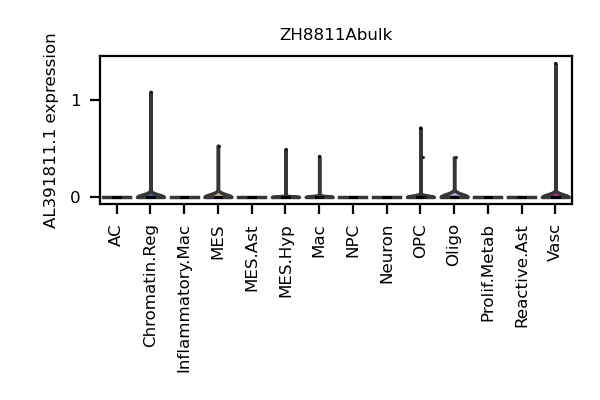 ZH8811Abulk
AL391811.1 expression
1
0
AC
Chromatin.Reg
Inflammatory.Mac
MES
MES.Ast
MES.Hyp
Mac
NPC
Neuron
OPC
Oligo
Prolif.Metab
Reactive.Ast
Vasc